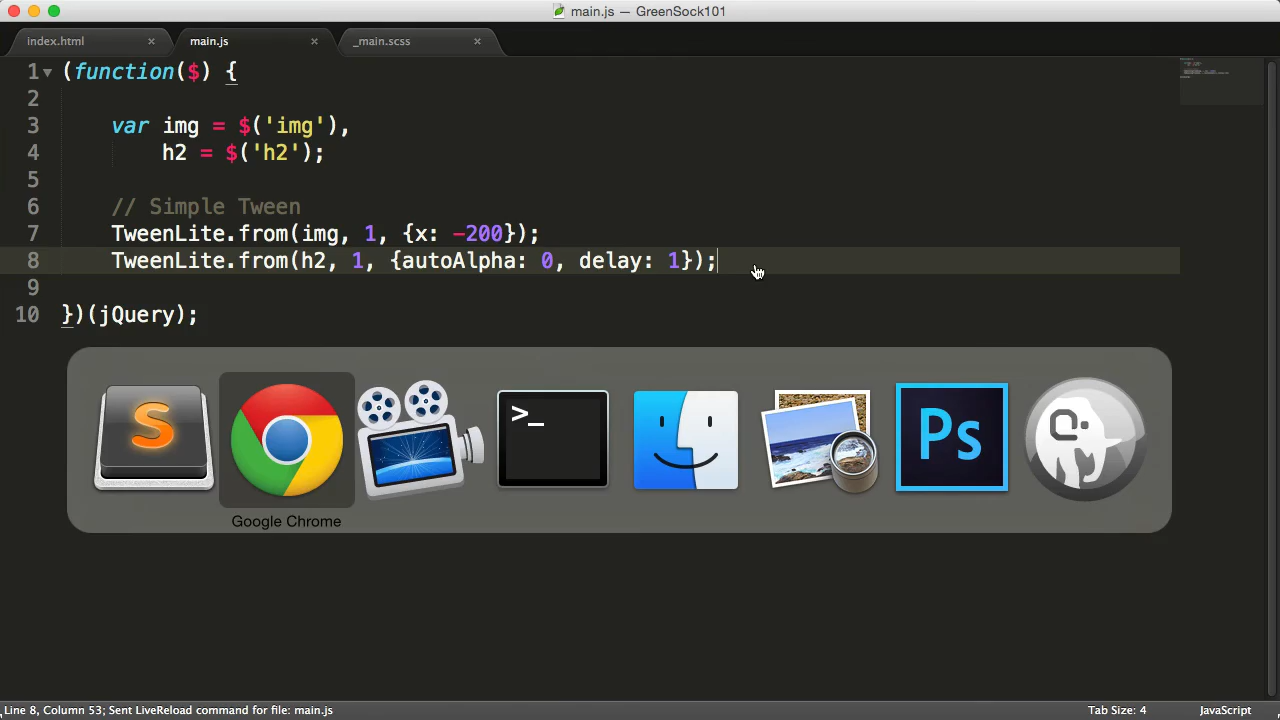 main.js — GreenSock101
index.html × main.js × _main.scss ×
1 (function($) {
2
3 var img = $('img'),
4 h2 = $('h2');
5
6 // Simple Tween
7 TweenLite.from(img, 1, {x: -200});
8 TweenLite.from(h2, 1, {autoAlpha: 0, delay: 1});
9
10 })(jQuery);
S >_ Ps
Google Chrome
Line 8, Column 53; Sent LiveReload command for file: main.js Tab Size: 4 JavaScript